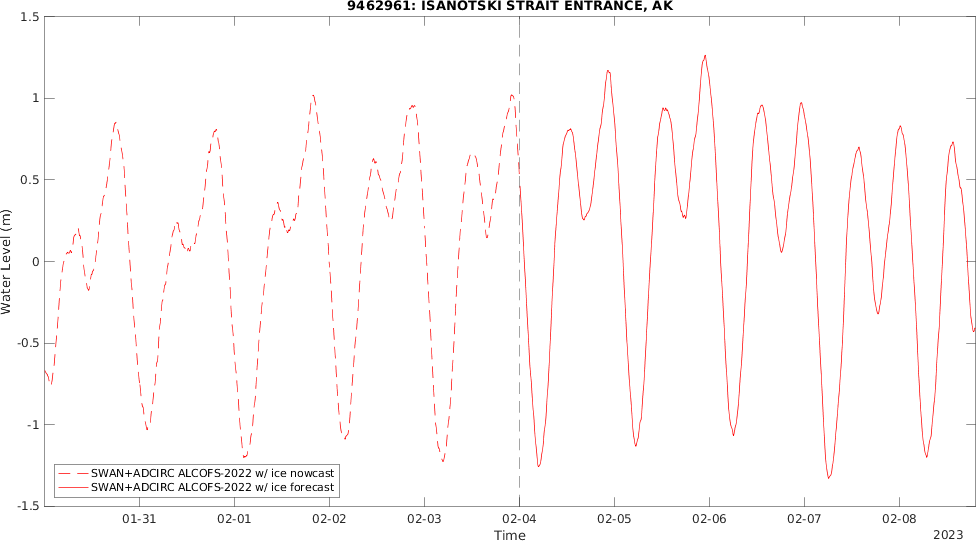 9462961: ISANOTSKI STRAIT ENTRANCE, AK
1.5
1
0.5
0
-0.5
-1
-1.5
Water Level (m)
SWAN+ADCIRC ALCOFS-2022 w/ ice nowcast
SWAN+ADCIRC ALCOFS-2022 w/ ice forecast
01-31 02-01 02-02 02-03 02-04 02-05 02-06 02-07 02-08
Time
2023